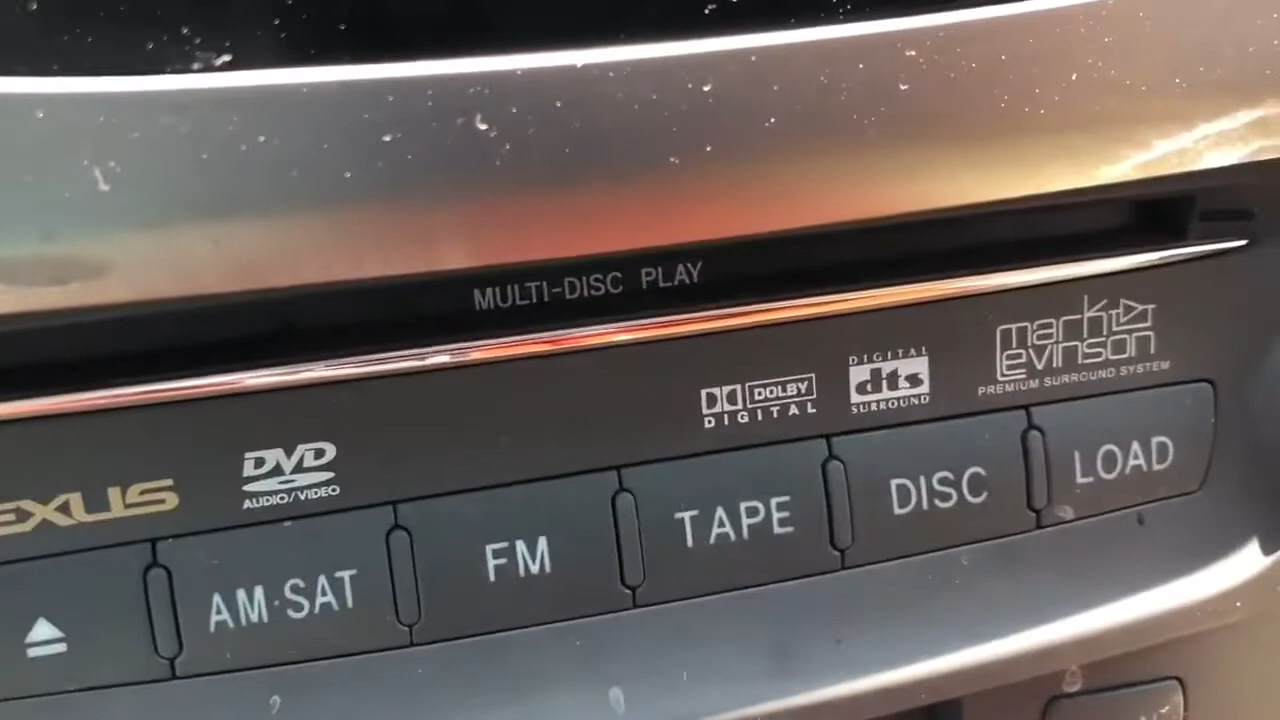 MULTI-DISC PLAY
EXUS
DVD
AUDIO/VIDEO
DOLBY
DIGITAL
DIGITAL
dts
SURROUND
mark
levinson
PREMIUM SURROUND SYSTEM
AM·SAT
FM
TAPE
DISC
LOAD